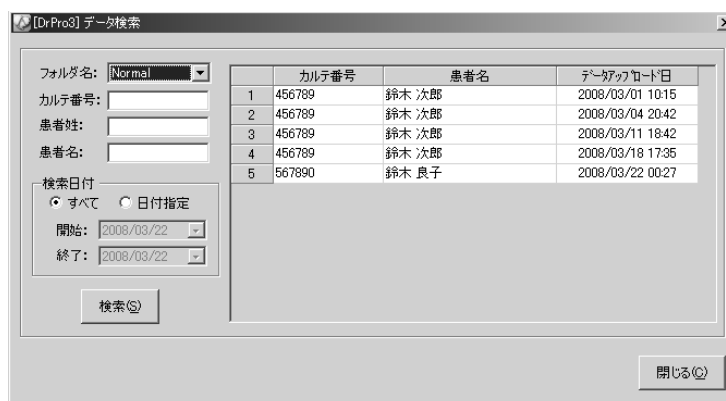 [DrPro3] データ検索
フォルダ名: Normal
カルテ番号:
患者姓:
患者名:
検索日付
すべて 日付指定
開始: 2008/03/22
終了: 2008/03/22
検索(S)
カルテ番号 患者名 データアップロード日
1 456789 鈴木 次郎 2008/03/01 10:15
2 456789 鈴木 次郎 2008/03/04 20:42
3 456789 鈴木 次郎 2008/03/11 18:42
4 456789 鈴木 次郎 2008/03/18 17:35
5 567890 鈴木 良子 2008/03/22 00:27
閉じる(C)